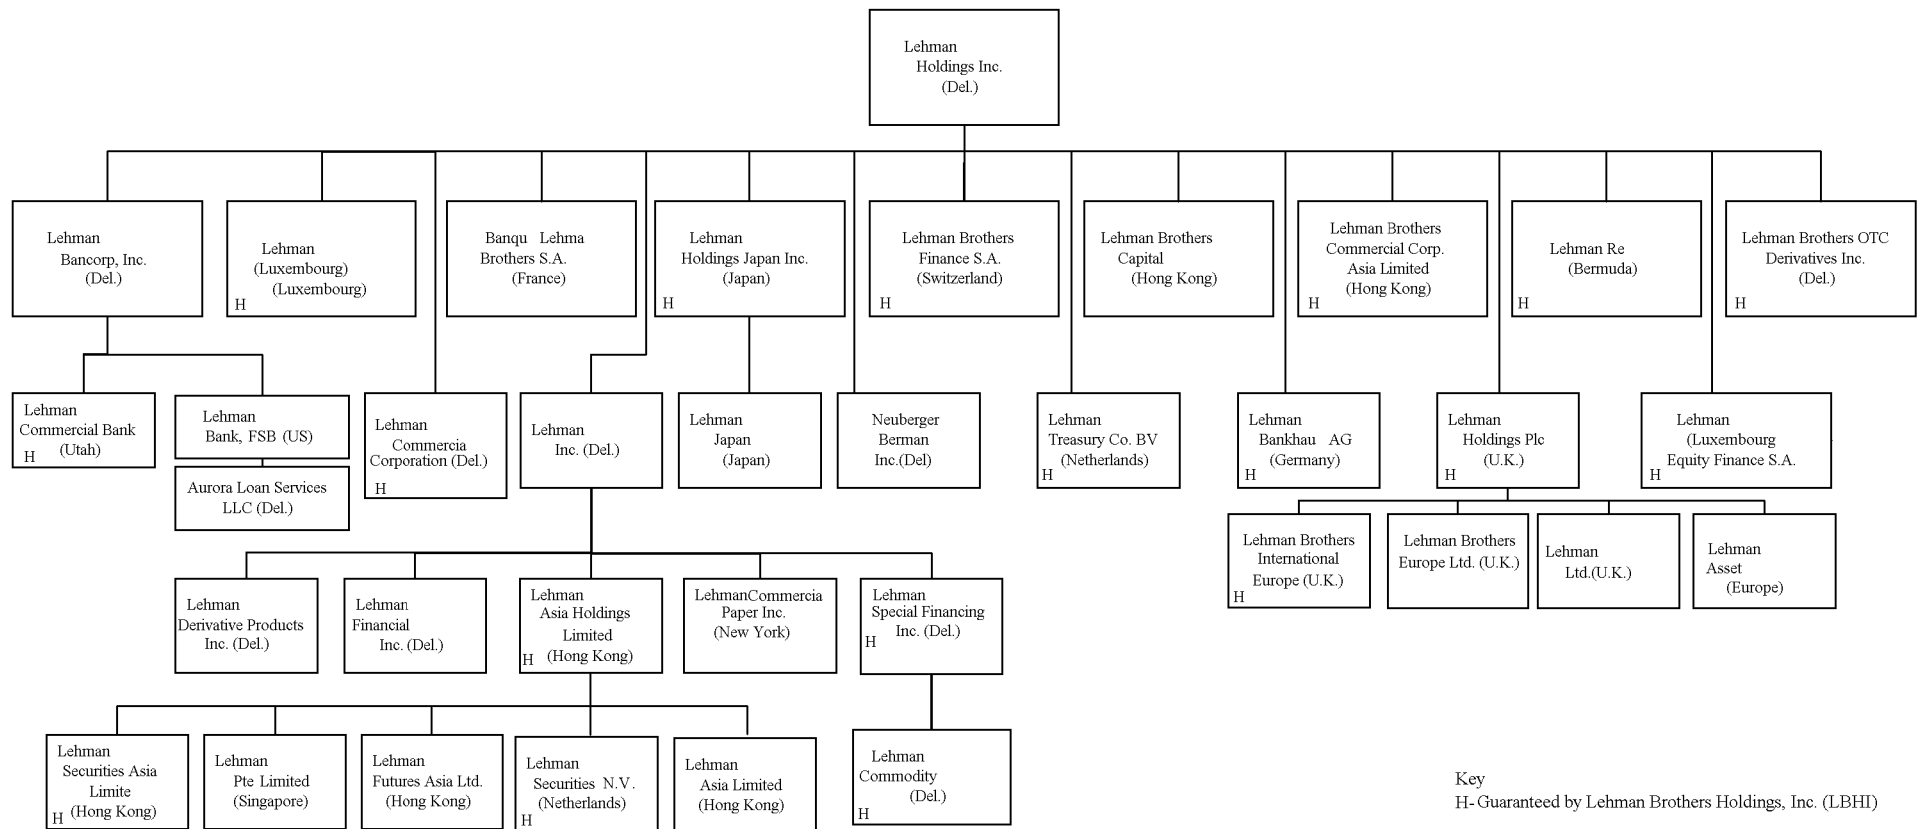 Lehman
Holdings Inc.
(Del.)
Lehman
Bancorp, Inc.
(Del.)
Lehman
(Luxembourg)
(Luxembourg)
H
Banqu Lehma
Brothers S.A.
(France)
Lehman
Holdings Japan Inc.
(Japan)
H
Lehman Brothers
Finance S.A.
(Switzerland)
H
Lehman Brothers
Capital
(Hong Kong)
Lehman Brothers
Commercial Corp.
Asia Limited
(Hong Kong)
H
Lehman Re
(Bermuda)
H
Lehman Brothers OTC
Derivatives Inc.
(Del.)
H
Lehman
Commercial Bank
(Utah)
H
Lehman
Bank, FSB (US)
Aurora Loan Services
LLC (Del.)
Lehman
Commercia
Corporation (Del.)
H
Lehman
Inc. (Del.)
Lehman
Japan
(Japan)
Neuberger
Berman
Inc.(Del)
Lehman
Treasury Co. BV
(Netherlands)
H
Lehman
Bankhau AG
(Germany)
H
Lehman
Holdings Plc
(U.K.)
H
Lehman
(Luxembourg
Equity Finance S.A.
H
Lehman Brothers
International
Europe (U.K.)
H
Lehman Brothers
Europe Ltd. (U.K.)
Lehman
Ltd.(U.K.)
Lehman
Asset
(Europe)
Lehman
Derivative Products
Inc. (Del.)
Lehman
Financial
Inc. (Del.)
Lehman
Asia Holdings
Limited
H (Hong Kong)
LehmanCommercia
Paper Inc.
(New York)
Lehman
Special Financing
Inc. (Del.)
H
Lehman
Securities Asia
Limite
H (Hong Kong)
Lehman
Pte Limited
(Singapore)
Lehman
Futures Asia Ltd.
(Hong Kong)
Lehman
Securities N.V.
(Netherlands)
H
Lehman
Asia Limited
(Hong Kong)
Lehman
Commodity
(Del.)
H
Key
H-Guaranteed by Lehman Brothers Holdings, Inc. (LBHI)